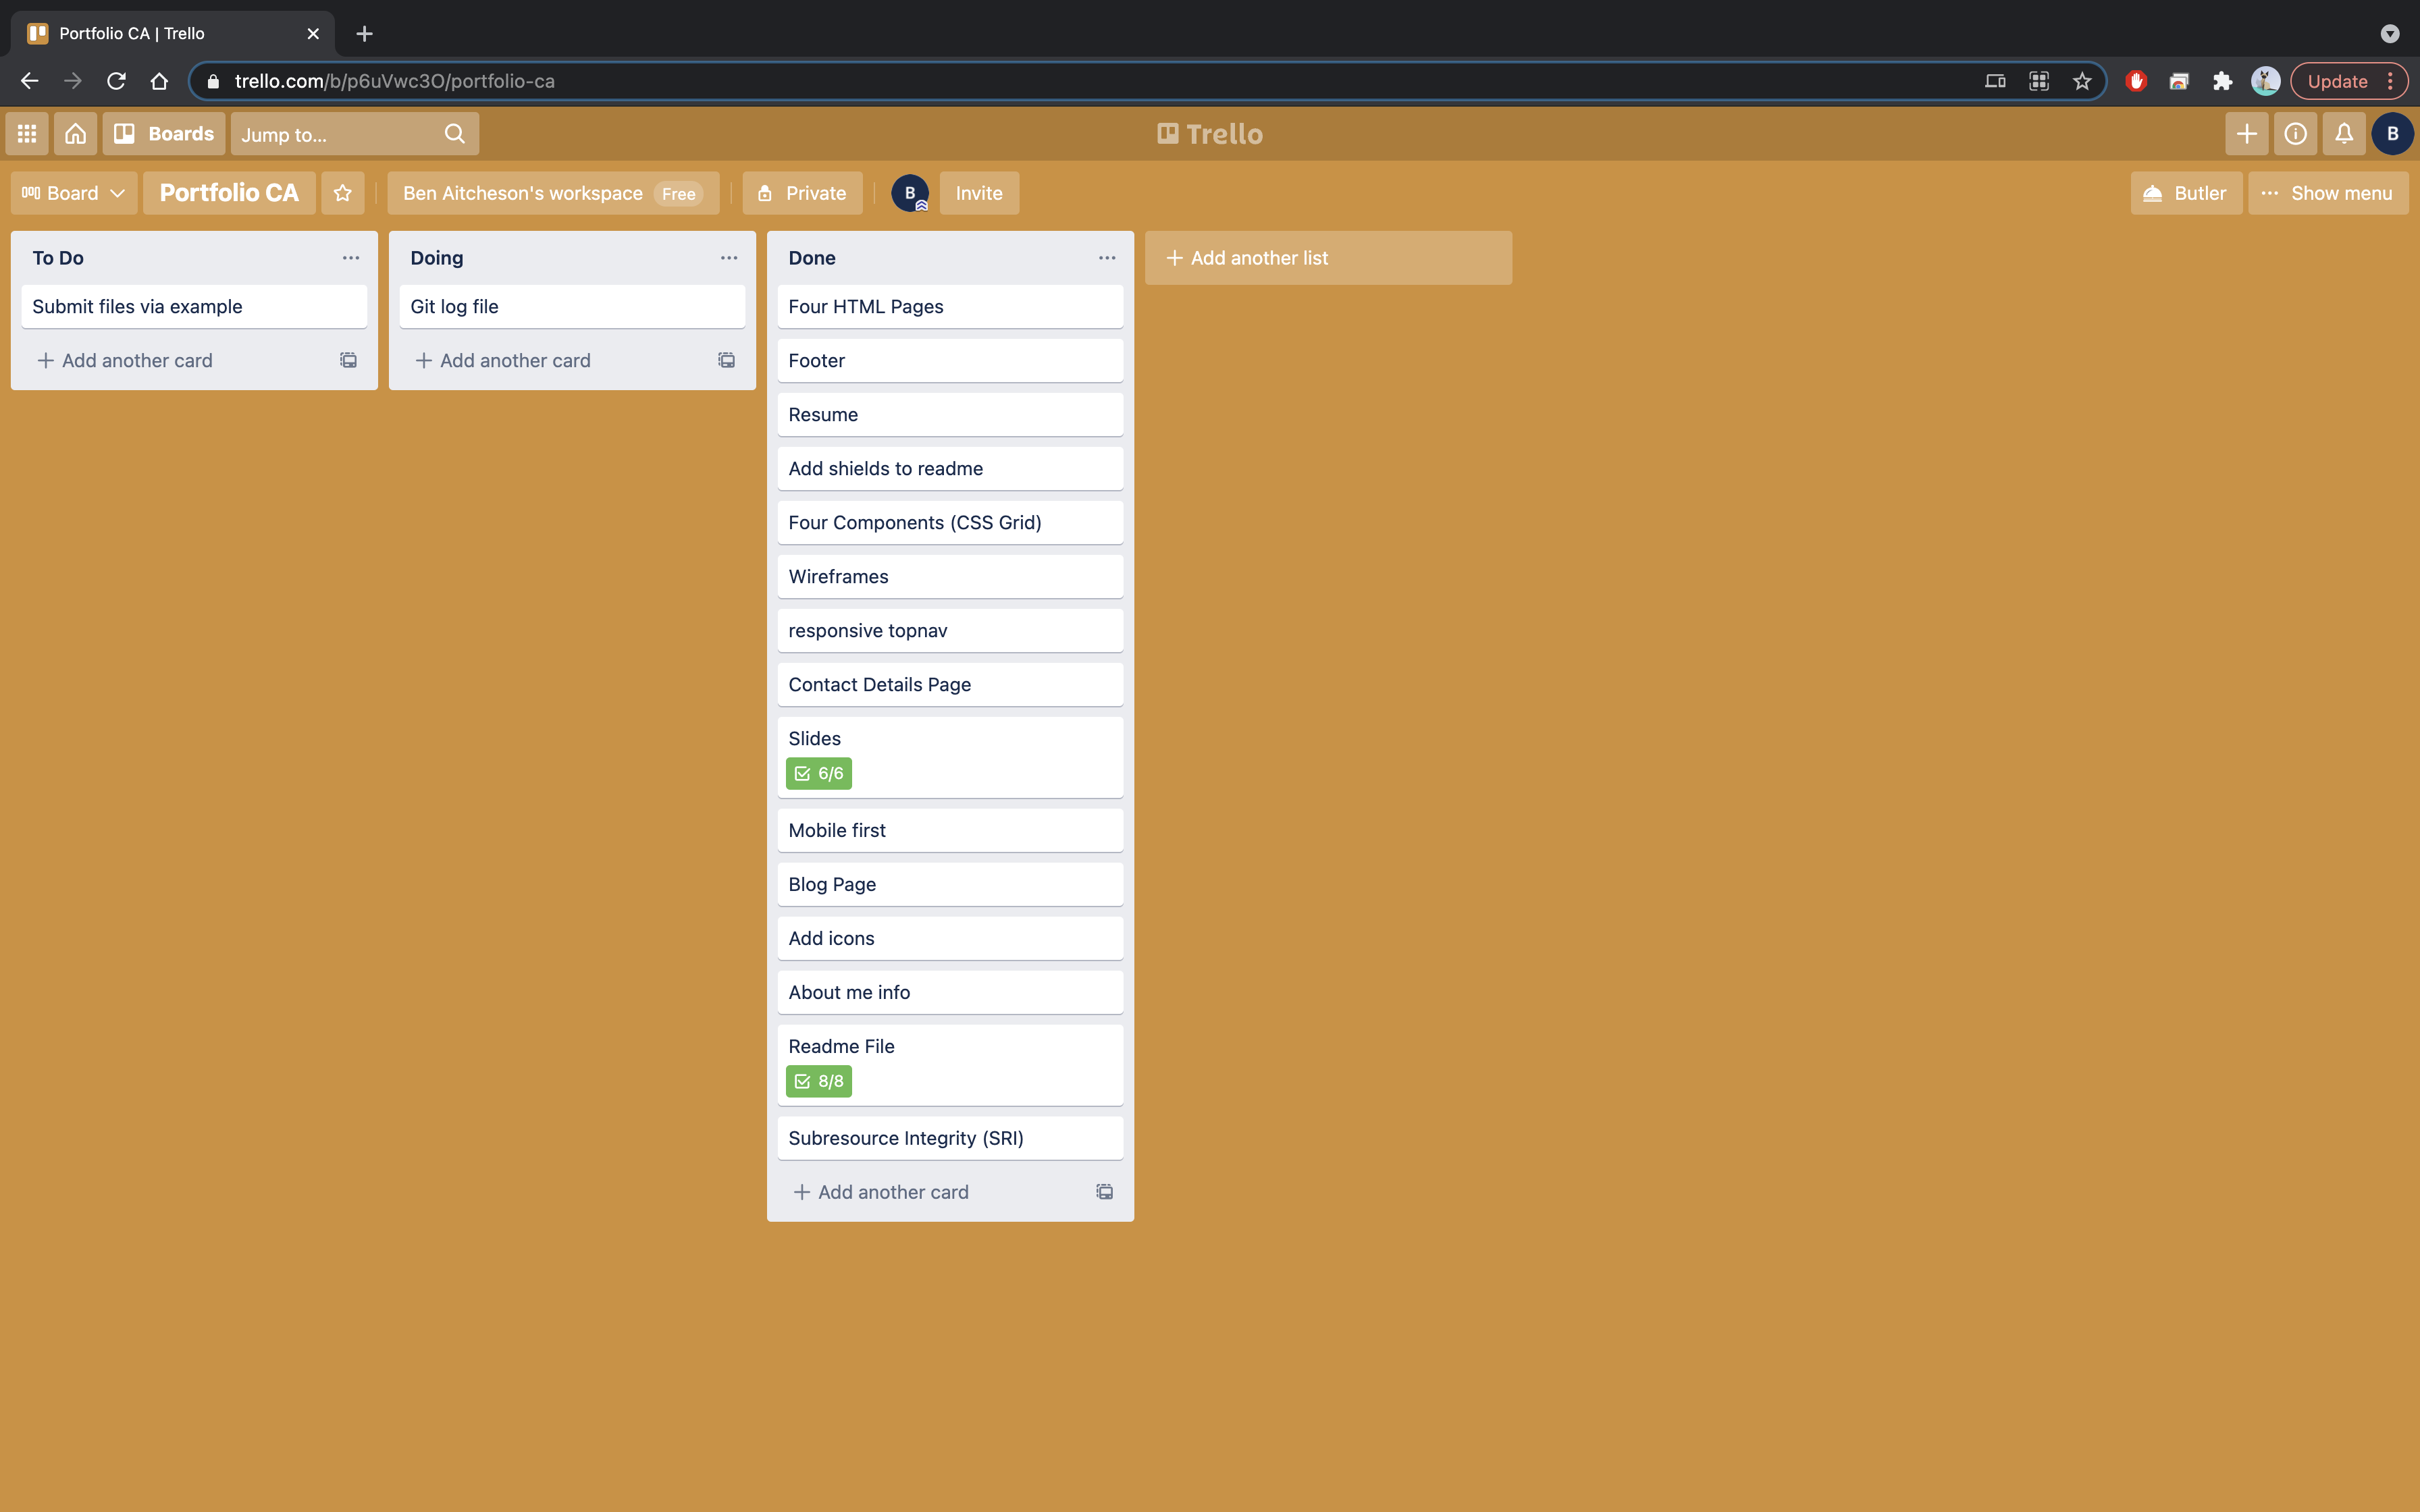 Portfolio CA | Trello
trello.com/b/p6uVwc3O/portfolio-ca
Update
Boards
Jump to...
Trello
B
Board
Portfolio CA
Ben Aitcheson's workspace Free
Private
B
Invite
Butler
... Show menu
To Do
Submit files via example
+ Add another card
Doing
Git log file
+ Add another card
Done
Four HTML Pages
Footer
Resume
Add shields to readme
Four Components (CSS Grid)
Wireframes
responsive topnav
Contact Details Page
Slides
6/6
Mobile first
Blog Page
Add icons
About me info
Readme File
8/8
Subresource Integrity (SRI)
+ Add another card
+ Add another list